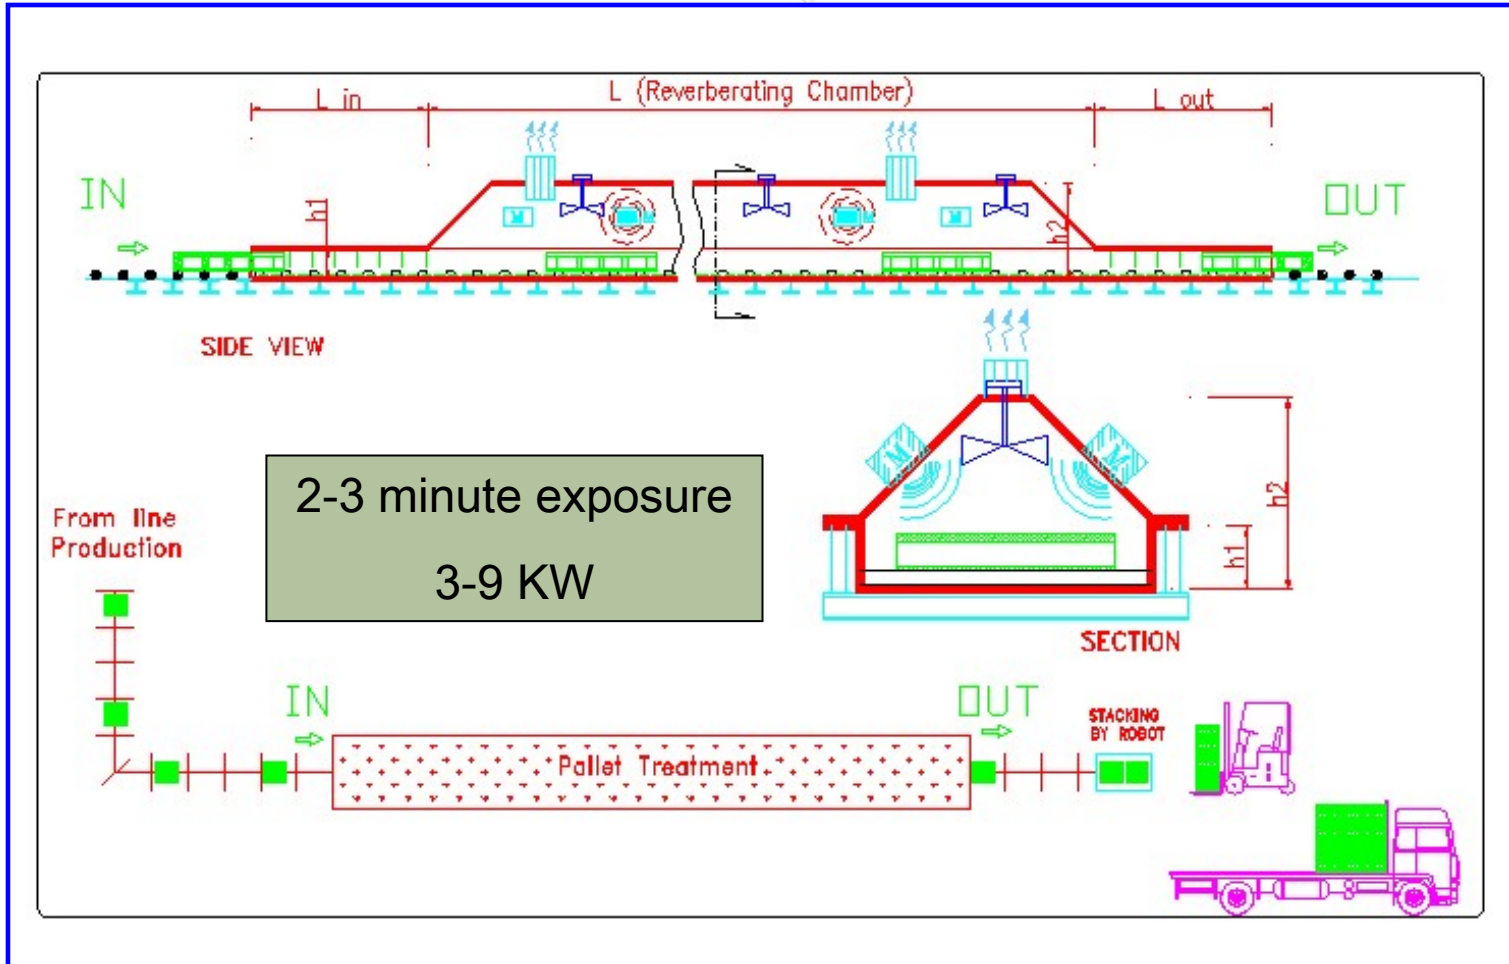 L in
L (Reverberating Chamber)
L out
IN
OUT
h1
h2
M
M
M
M
SIDE VIEW
M
M
h2
h1
2-3 minute exposure
3-9 KW
From line
Production
SECTION
IN
OUT
STACKING
BY ROBOT
Pallet Treatment